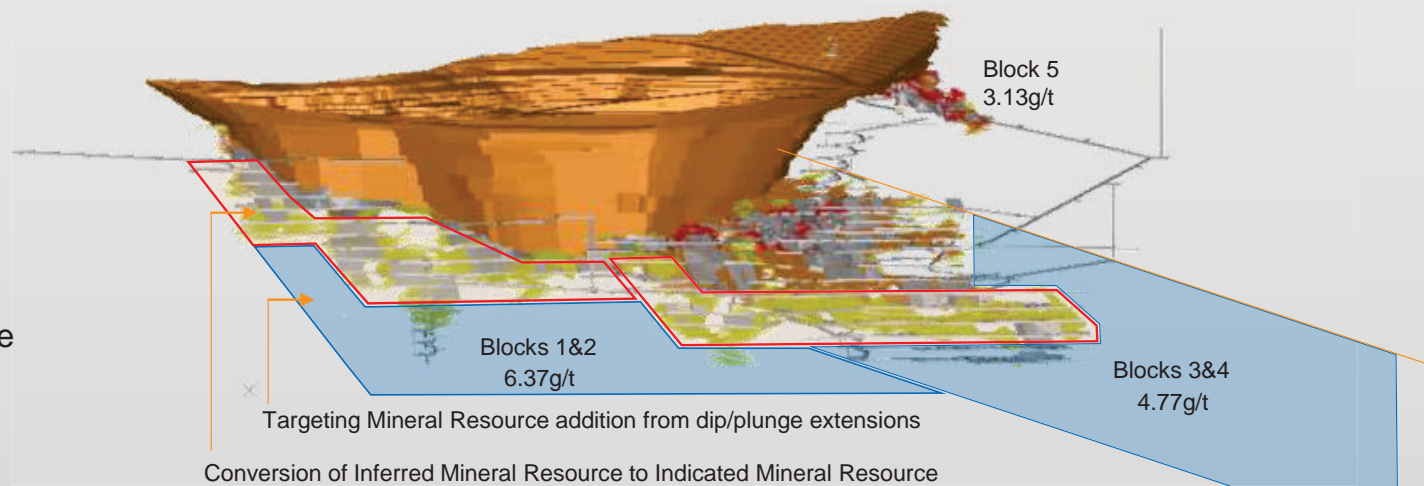 Block 5
3.13g/t
e
Blocks 1&2
6.37g/t
Blocks 3&4
4.77g/t
Targeting Mineral Resource addition from dip/plunge extensions
Conversion of Inferred Mineral Resource to Indicated Mineral Resource